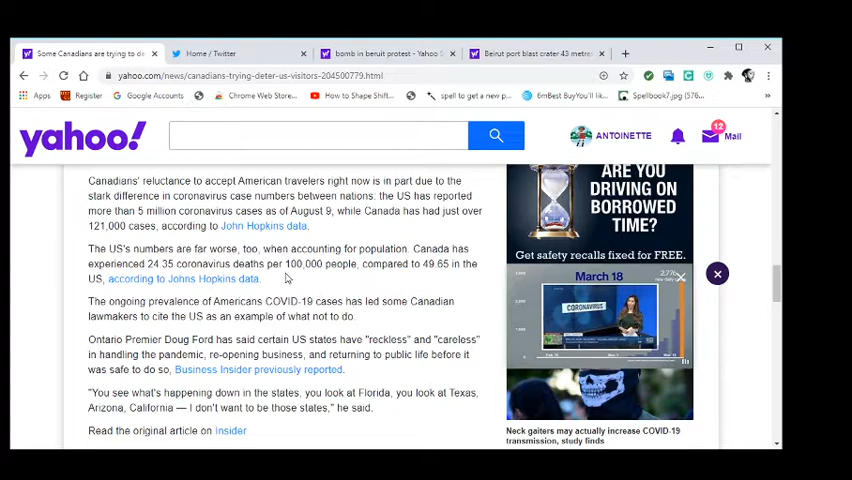 Some Canadians are trying to de
Home / Twitter
bomb in beruit protest - Yahoo S
Beirut port blast crater 43 metres
yahoo.com/news/canadians-trying-deter-us-visitors-204500779.html
Apps
Register
Google Accounts
Chrome Web Store...
How to Shape Shift...
spell to get a new p...
6mBest BuyYou'll lik...
Spellbook7.jpg (576...
yahoo!
ANTOINETTE
12
Mail
Canadians' reluctance to accept American travelers right now is in part due to the
stark difference in coronavirus case numbers between nations: the US has reported
more than 5 million coronavirus cases as of August 9, while Canada has had just over
121,000 cases, according to John Hopkins data.
The US's numbers are far worse, too, when accounting for population. Canada has
experienced 24.35 coronavirus deaths per 100,000 people, compared to 49.65 in the
US, according to Johns Hopkins data.
The ongoing prevalence of Americans COVID-19 cases has led some Canadian
lawmakers to cite the US as an example of what not to do.
Ontario Premier Doug Ford has said certain US states have "reckless" and "careless"
in handling the pandemic, re-opening business, and returning to public life before it
was safe to do so, Business Insider previously reported.
"You see what's happening down in the states, you look at Florida, you look at Texas,
Arizona, California — I don't want to be those states," he said.
Read the original article on Insider
ARE YOU
DRIVING ON
BORROWED
TIME?
Get safety recalls fixed for FREE.
March 18
2,776
CORONAVIRUS
Neck gaiters may actually increase COVID-19
transmission, study finds